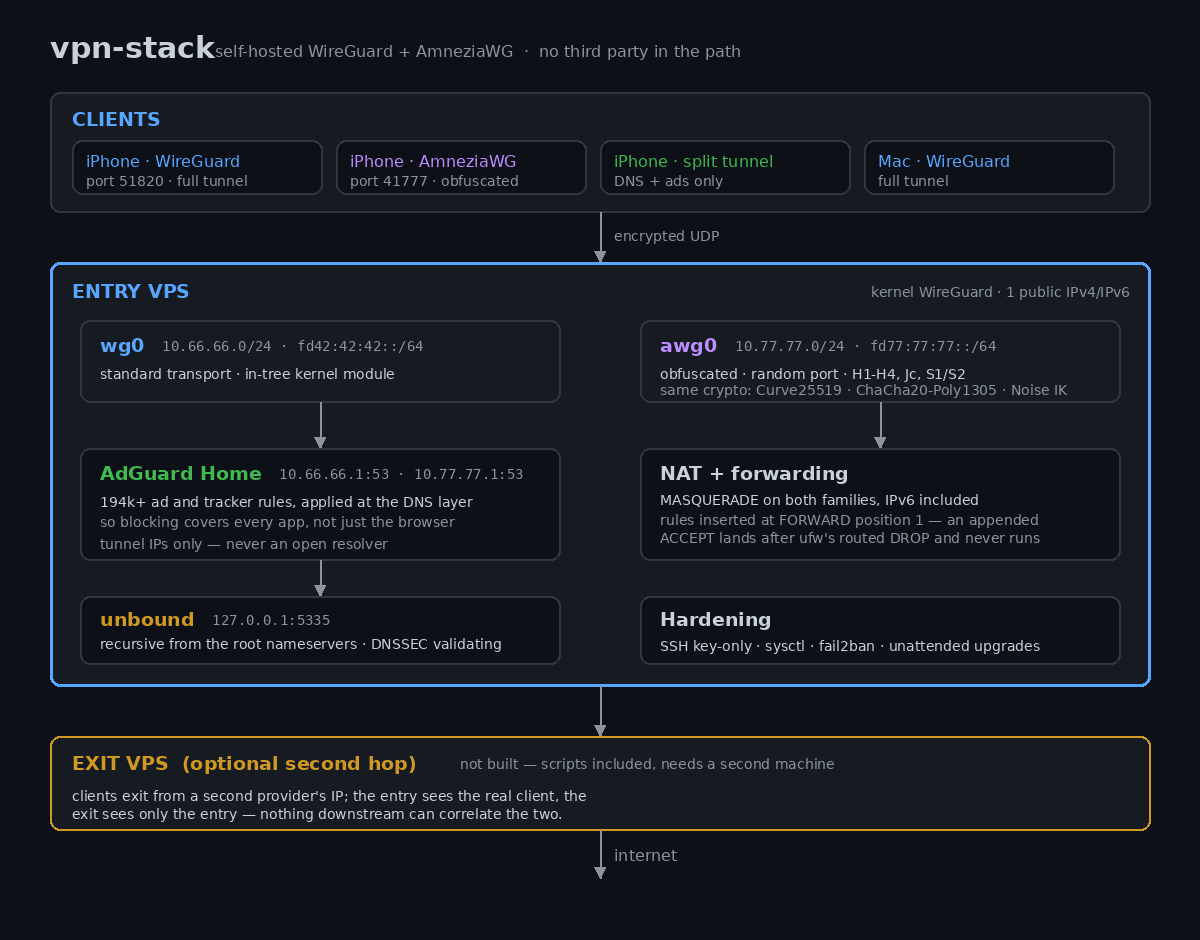 vpn-stack self-hosted WireGuard + AmneziaWG · no third party in the path
CLIENTS
iPhone · WireGuard
port 51820 · full tunnel
iPhone · AmneziaWG
port 41777 · obfuscated
iPhone · split tunnel
DNS + ads only
Mac · WireGuard
full tunnel
encrypted UDP
ENTRY VPS
kernel WireGuard · 1 public IPv4/IPv6
wg0 10.66.66.0/24 · fd42:42:42::/64
standard transport · in-tree kernel module
awg0 10.77.77.0/24 · fd77:77:77::/64
obfuscated · random port · H1-H4, Jc, S1/S2
same crypto: Curve25519 · ChaCha20-Poly1305 · Noise IK
AdGuard Home 10.66.66.1:53 · 10.77.77.1:53
194k+ ad and tracker rules, applied at the DNS layer
so blocking covers every app, not just the browser
tunnel IPs only — never an open resolver
NAT + forwarding
MASQUERADE on both families, IPv6 included
rules inserted at FORWARD position 1 — an appended
ACCEPT lands after ufw's routed DROP and never runs
unbound 127.0.0.1:5335
recursive from the root nameservers · DNSSEC validating
Hardening
SSH key-only · sysctl · fail2ban · unattended upgrades
EXIT VPS (optional second hop) not built — scripts included, needs a second machine
clients exit from a second provider's IP; the entry sees the real client, the
exit sees only the entry — nothing downstream can correlate the two.
internet